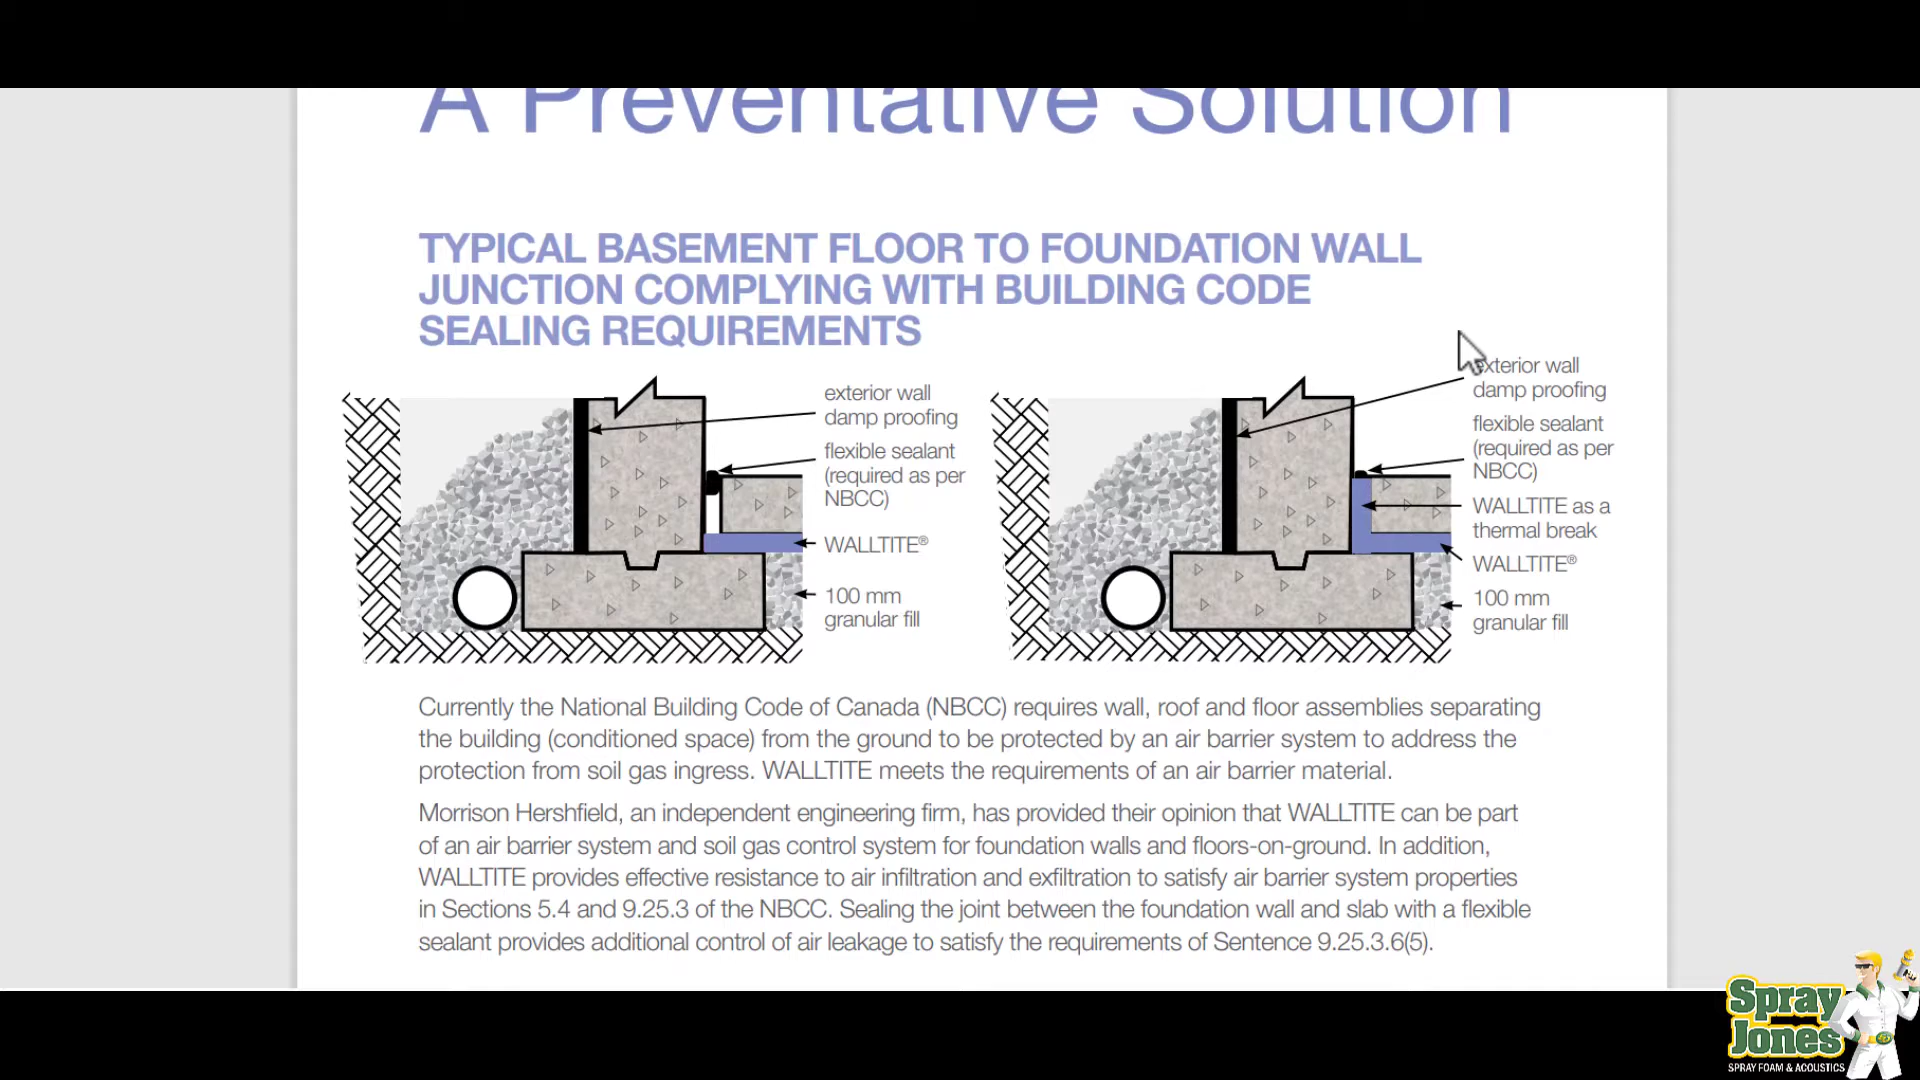 A Preventative Solution
TYPICAL BASEMENT FLOOR TO FOUNDATION WALL
JUNCTION COMPLYING WITH BUILDING CODE
SEALING REQUIREMENTS
exterior wall
damp proofing
flexible sealant
(required as per
NBCC)
WALLTITE®
100 mm
granular fill
exterior wall
damp proofing
flexible sealant
(required as per
NBCC)
WALLTITE as a
thermal break
WALLTITE®
100 mm
granular fill
Currently the National Building Code of Canada (NBCC) requires wall, roof and floor assemblies separating
the building (conditioned space) from the ground to be protected by an air barrier system to address the
protection from soil gas ingress. WALLTITE meets the requirements of an air barrier material.
Morrison Hershfield, an independent engineering firm, has provided their opinion that WALLTITE can be part
of an air barrier system and soil gas control system for foundation walls and floors-on-ground. In addition,
WALLTITE provides effective resistance to air infiltration and exfiltration to satisfy air barrier system properties
in Sections 5.4 and 9.25.3 of the NBCC. Sealing the joint between the foundation wall and slab with a flexible
sealant provides additional control of air leakage to satisfy the requirements of Sentence 9.25.3.6(5).
Spray
Jones
SPRAY FOAM & ACOUSTICS